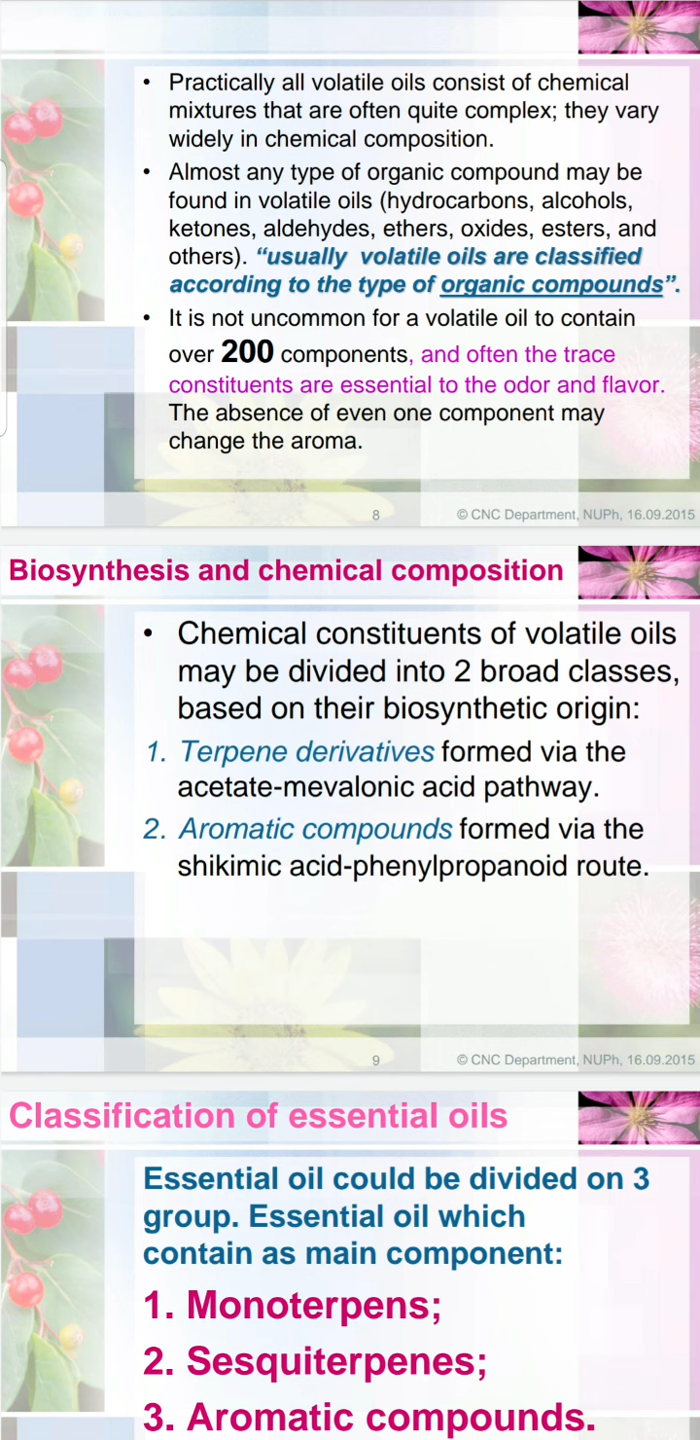 • Practically all volatile oils consist of chemical
mixtures that are often quite complex; they vary
widely in chemical composition.
• Almost any type of organic compound may be
found in volatile oils (hydrocarbons, alcohols,
ketones, aldehydes, ethers, oxides, esters, and
others). “usually volatile oils are classified
according to the type of organic compounds”.
• It is not uncommon for a volatile oil to contain
over 200 components, and often the trace
constituents are essential to the odor and flavor.
The absence of even one component may
change the aroma.
8 © CNC Department, NUPh, 16.09.2015
Biosynthesis and chemical composition
• Chemical constituents of volatile oils
may be divided into 2 broad classes,
based on their biosynthetic origin:
1. Terpene derivatives formed via the
acetate-mevalonic acid pathway.
2. Aromatic compounds formed via the
shikimic acid-phenylpropanoid route.
9 © CNC Department, NUPh, 16.09.2015
Classification of essential oils
Essential oil could be divided on 3
group. Essential oil which
contain as main component:
1. Monoterpens;
2. Sesquiterpenes;
3. Aromatic compounds.